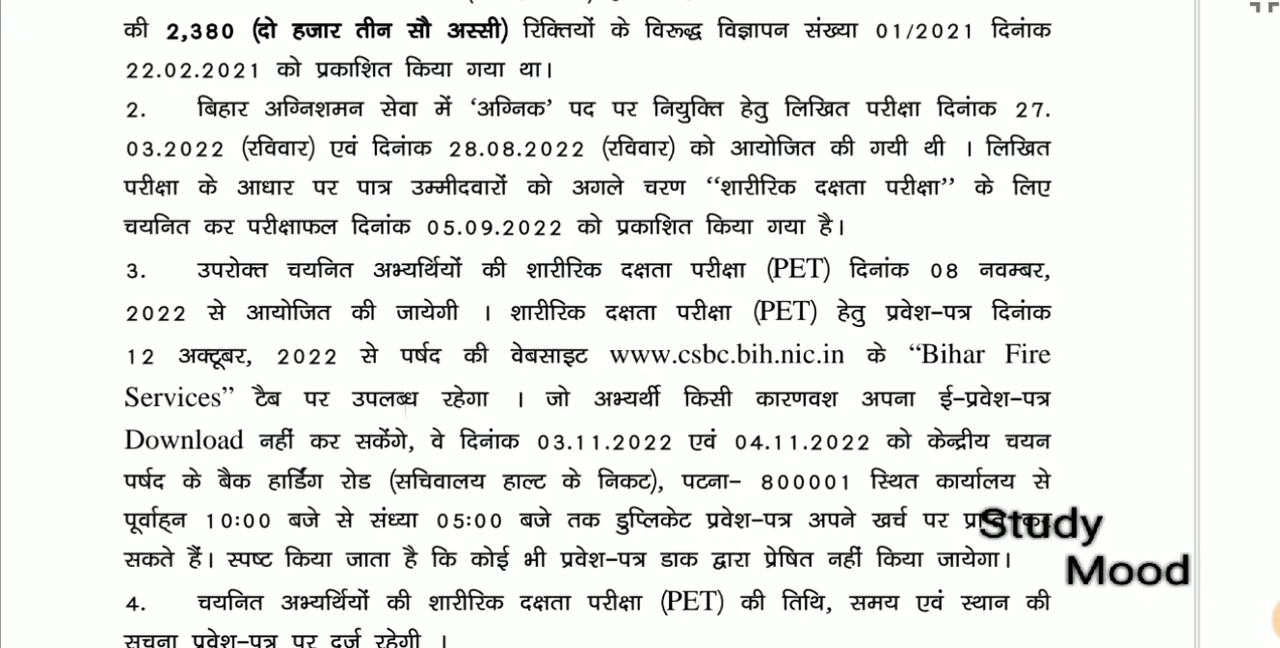 की 2,380 (दो हजार तीन सौ अस्सी) रिक्तियों के विरूद्ध विज्ञापन संख्या 01/2021 दिनांक
22.02.2021 को प्रकाशित किया गया था।
2. बिहार अग्निशमन सेवा में ‘अग्निक’ पद पर नियुक्ति हेतु लिखित परीक्षा दिनांक 27.
03.2022 (रविवार) एवं दिनांक 28.08.2022 (रविवार) को आयोजित की गयी थी । लिखित
परीक्षा के आधार पर पात्र उम्मीदवारों को अगले चरण “शारीरिक दक्षता परीक्षा” के लिए
चयनित कर परीक्षाफल दिनांक 05.09.2022 को प्रकाशित किया गया है।
3. उपरोक्त चयनित अभ्यर्थियों की शारीरिक दक्षता परीक्षा (PET) दिनांक 08 नवम्बर,
2022 से आयोजित की जायेगी । शारीरिक दक्षता परीक्षा (PET) हेतु प्रवेश-पत्र दिनांक
12 अक्टूबर, 2022 से पर्षद की वेबसाइट www.csbc.bih.nic.in के “Bihar Fire
Services” टैब पर उपलब्ध रहेगा । जो अभ्यर्थी किसी कारणवश अपना ई-प्रवेश-पत्र
Download नहीं कर सकेंगे, वे दिनांक 03.11.2022 एवं 04.11.2022 को केन्द्रीय चयन
पर्षद के बैक हार्डिंग रोड (सचिवालय हाल्ट के निकट), पटना- 800001 स्थित कार्यालय से
पूर्वाह्न 10:00 बजे से संध्या 05:00 बजे तक डुप्लिकेट प्रवेश-पत्र अपने खर्च पर
Study
सकते हैं। स्पष्ट किया जाता है कि कोई भी प्रवेश-पत्र डाक द्वारा प्रेषित नहीं किया जायेगा।
Mood
4. चयनित अभ्यर्थियों की शारीरिक दक्षता परीक्षा (PET) की तिथि, समय एवं स्थान की
सूचना प्रवेश-पत्र पर दर्ज रहेगी ।